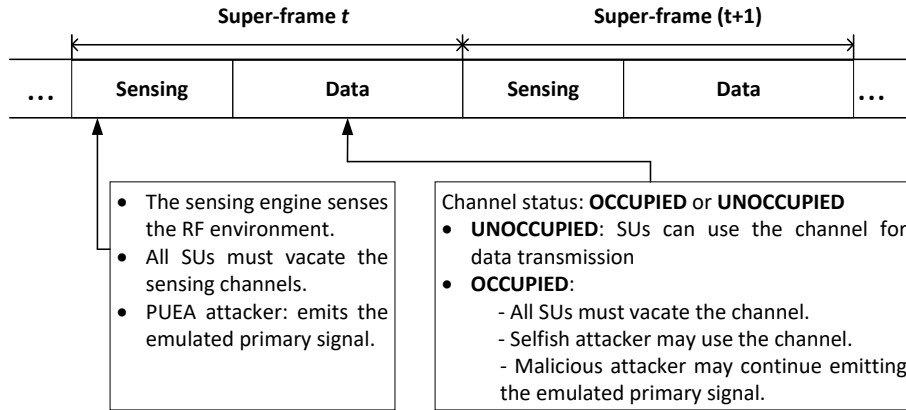 Super-frame t
Super-frame (t+1)
... Sensing Data Sensing Data ...
• The sensing engine senses
the RF environment.
• All SUs must vacate the
sensing channels.
• PUEA attacker: emits the
emulated primary signal.
Channel status: OCCUPIED or UNOCCUPIED
• UNOCCUPIED: SUs can use the channel for
data transmission
• OCCUPIED:
- All SUs must vacate the channel.
- Selfish attacker may use the channel.
- Malicious attacker may continue emitting
the emulated primary signal.